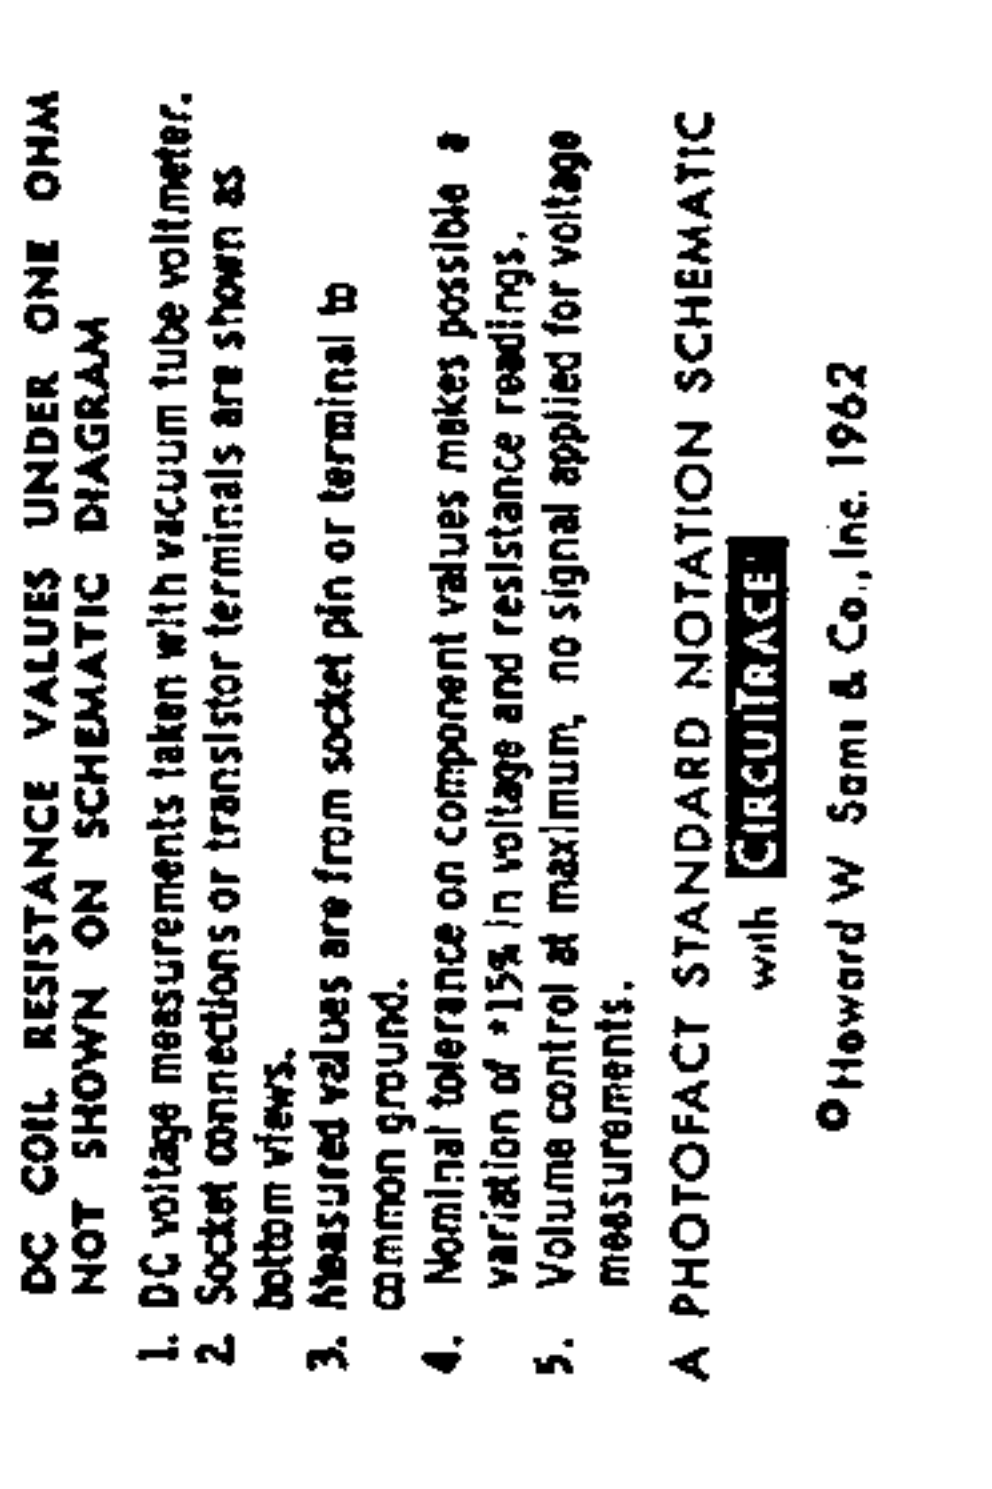 DC COIL RESISTANCE VALUES UNDER ONE OHM
NOT SHOWN ON SCHEMATIC DIAGRAM
1. DC voltage measurements taken with vacuum tube voltmeter.
2. Socket connections or transistor terminals are shown as
bottom views.
3. Measured values are from socket pin or terminal to
common ground.
4. Nominal tolerance on component values makes possible a
variation of ±15% in voltage and resistance readings.
5. Volume control at maximum, no signal applied for voltage
measurements.
A PHOTOFACT STANDARD NOTATION SCHEMATIC
with CIRCUITRACE
© Howard W Sams & Co., Inc. 1962